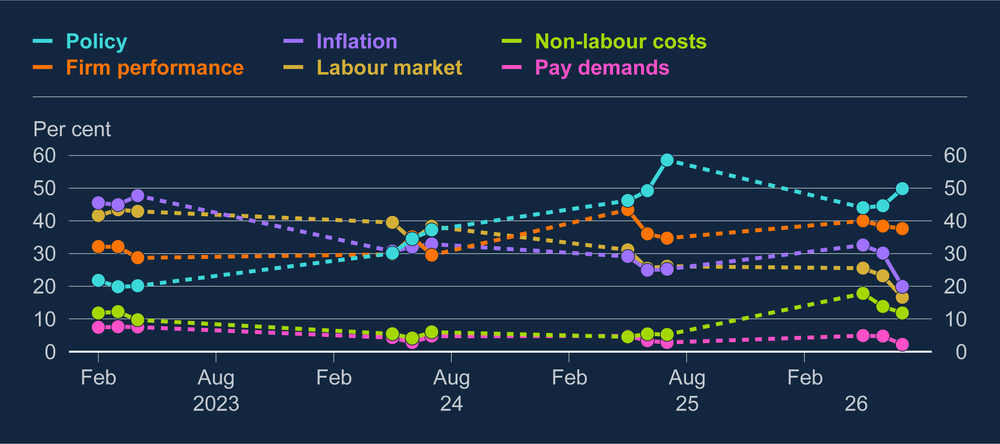 Policy Inflation Non-labour costs
Firm performance Labour market Pay demands
Per cent
60 60
50 50
40 40
30 30
20 20
10 10
0 0
Feb Aug Feb Aug Feb Aug Feb
2023 24 25 26